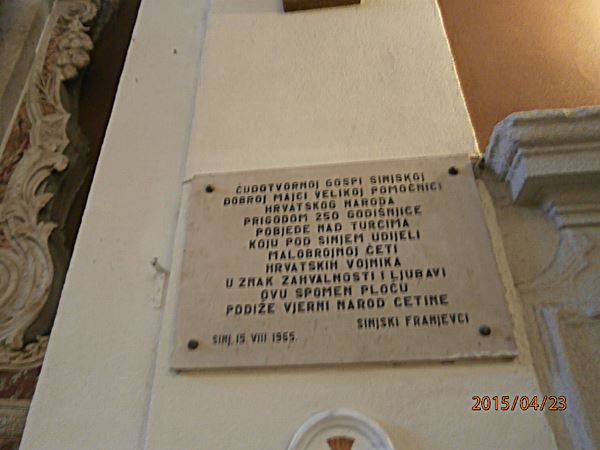 ČUDOTVORNOJ GOSPI SINJSKOJ
DOBROJ MAJCI VELIKOJ POMOĆNICI
HRVATSKOG NARODA
PRIGODOM 250 GODIŠNJICE
POBJEDE NAD TURCIMA
KOJU POD SINJEM UDIJELI
MALOBROJNOJ ČETI
HRVATSKIH VOJNIKA
U ZNAK ZAHVALNOSTI I LJUBAVI
OVU SPOMEN PLOČU
PODIŽE VJERNI NAROD CETINE
SINJSKI FRANJEVCI
SINJ, 15. VIII 1965.
2015/04/23